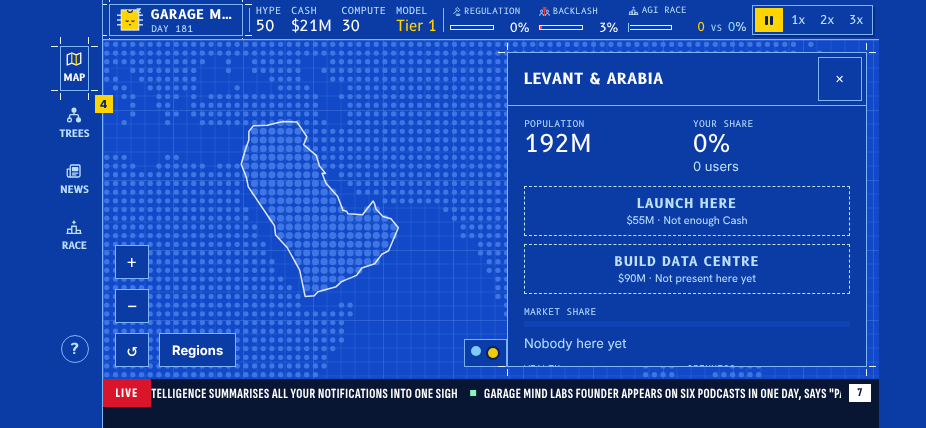 GARAGE M...
DAY 181
HYPE
50
CASH
$21M
COMPUTE
30
MODEL
Tier 1
REGULATION
0%
BACKLASH
3%
AGI RACE
0 vs 0%
1x
2x
3x
MAP
4
TREES
NEWS
RACE
?
+
−
↺
Regions
LEVANT & ARABIA
×
POPULATION
192M
YOUR SHARE
0%
0 users
LAUNCH HERE
$55M · Not enough Cash
BUILD DATA CENTRE
$90M · Not present here yet
MARKET SHARE
Nobody here yet
LIVE
TELLIGENCE SUMMARISES ALL YOUR NOTIFICATIONS INTO ONE SIGH
GARAGE MIND LABS FOUNDER APPEARS ON SIX PODCASTS IN ONE DAY, SAYS "P
7